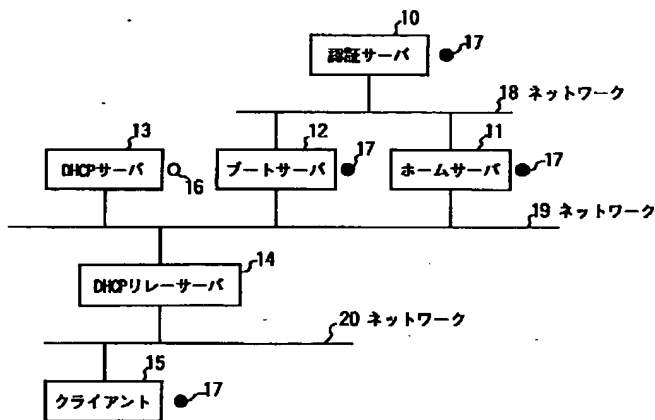 10
認証サーバ
17
18 ネットワーク
13
12
11
DHCPサーバ
16
ブートサーバ
17
ホームサーバ
17
19 ネットワーク
14
DHCPリレーサーバ
20 ネットワーク
15
クライアント
17